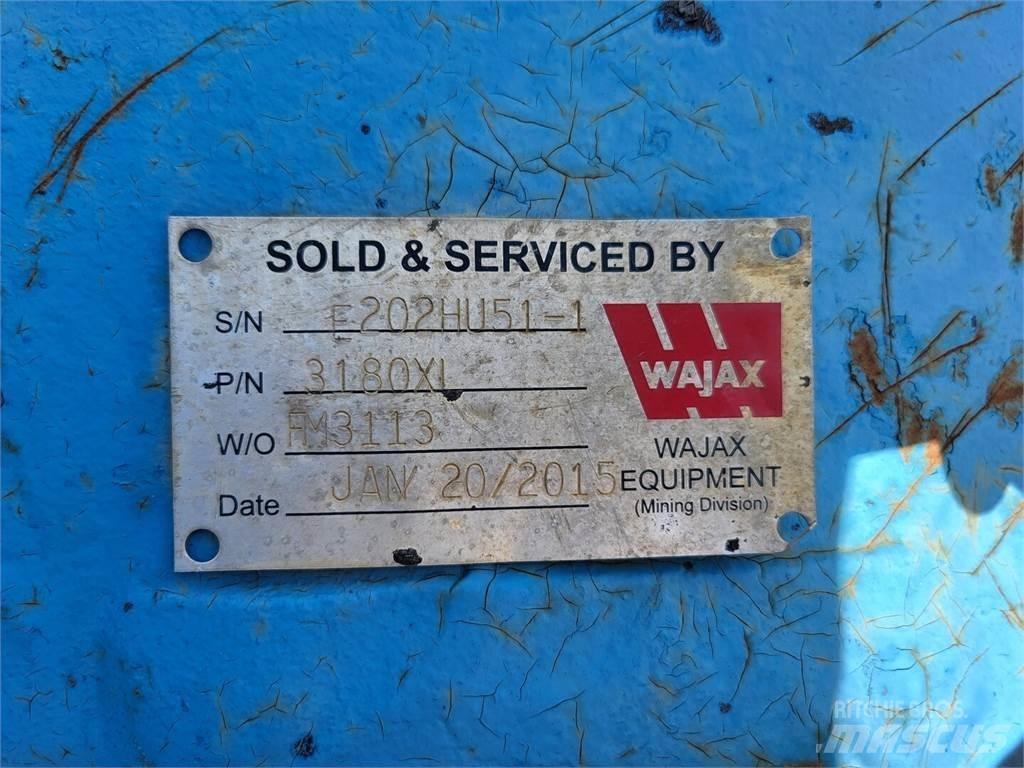 SOLD & SERVICED BY
S/N E202HU51-1
P/N 3180XL
W/O FM3113
Date JAN 20/2015
WAJAX
WAJAX
EQUIPMENT
(Mining Division)
RITCHIE BROS.
MASCUS